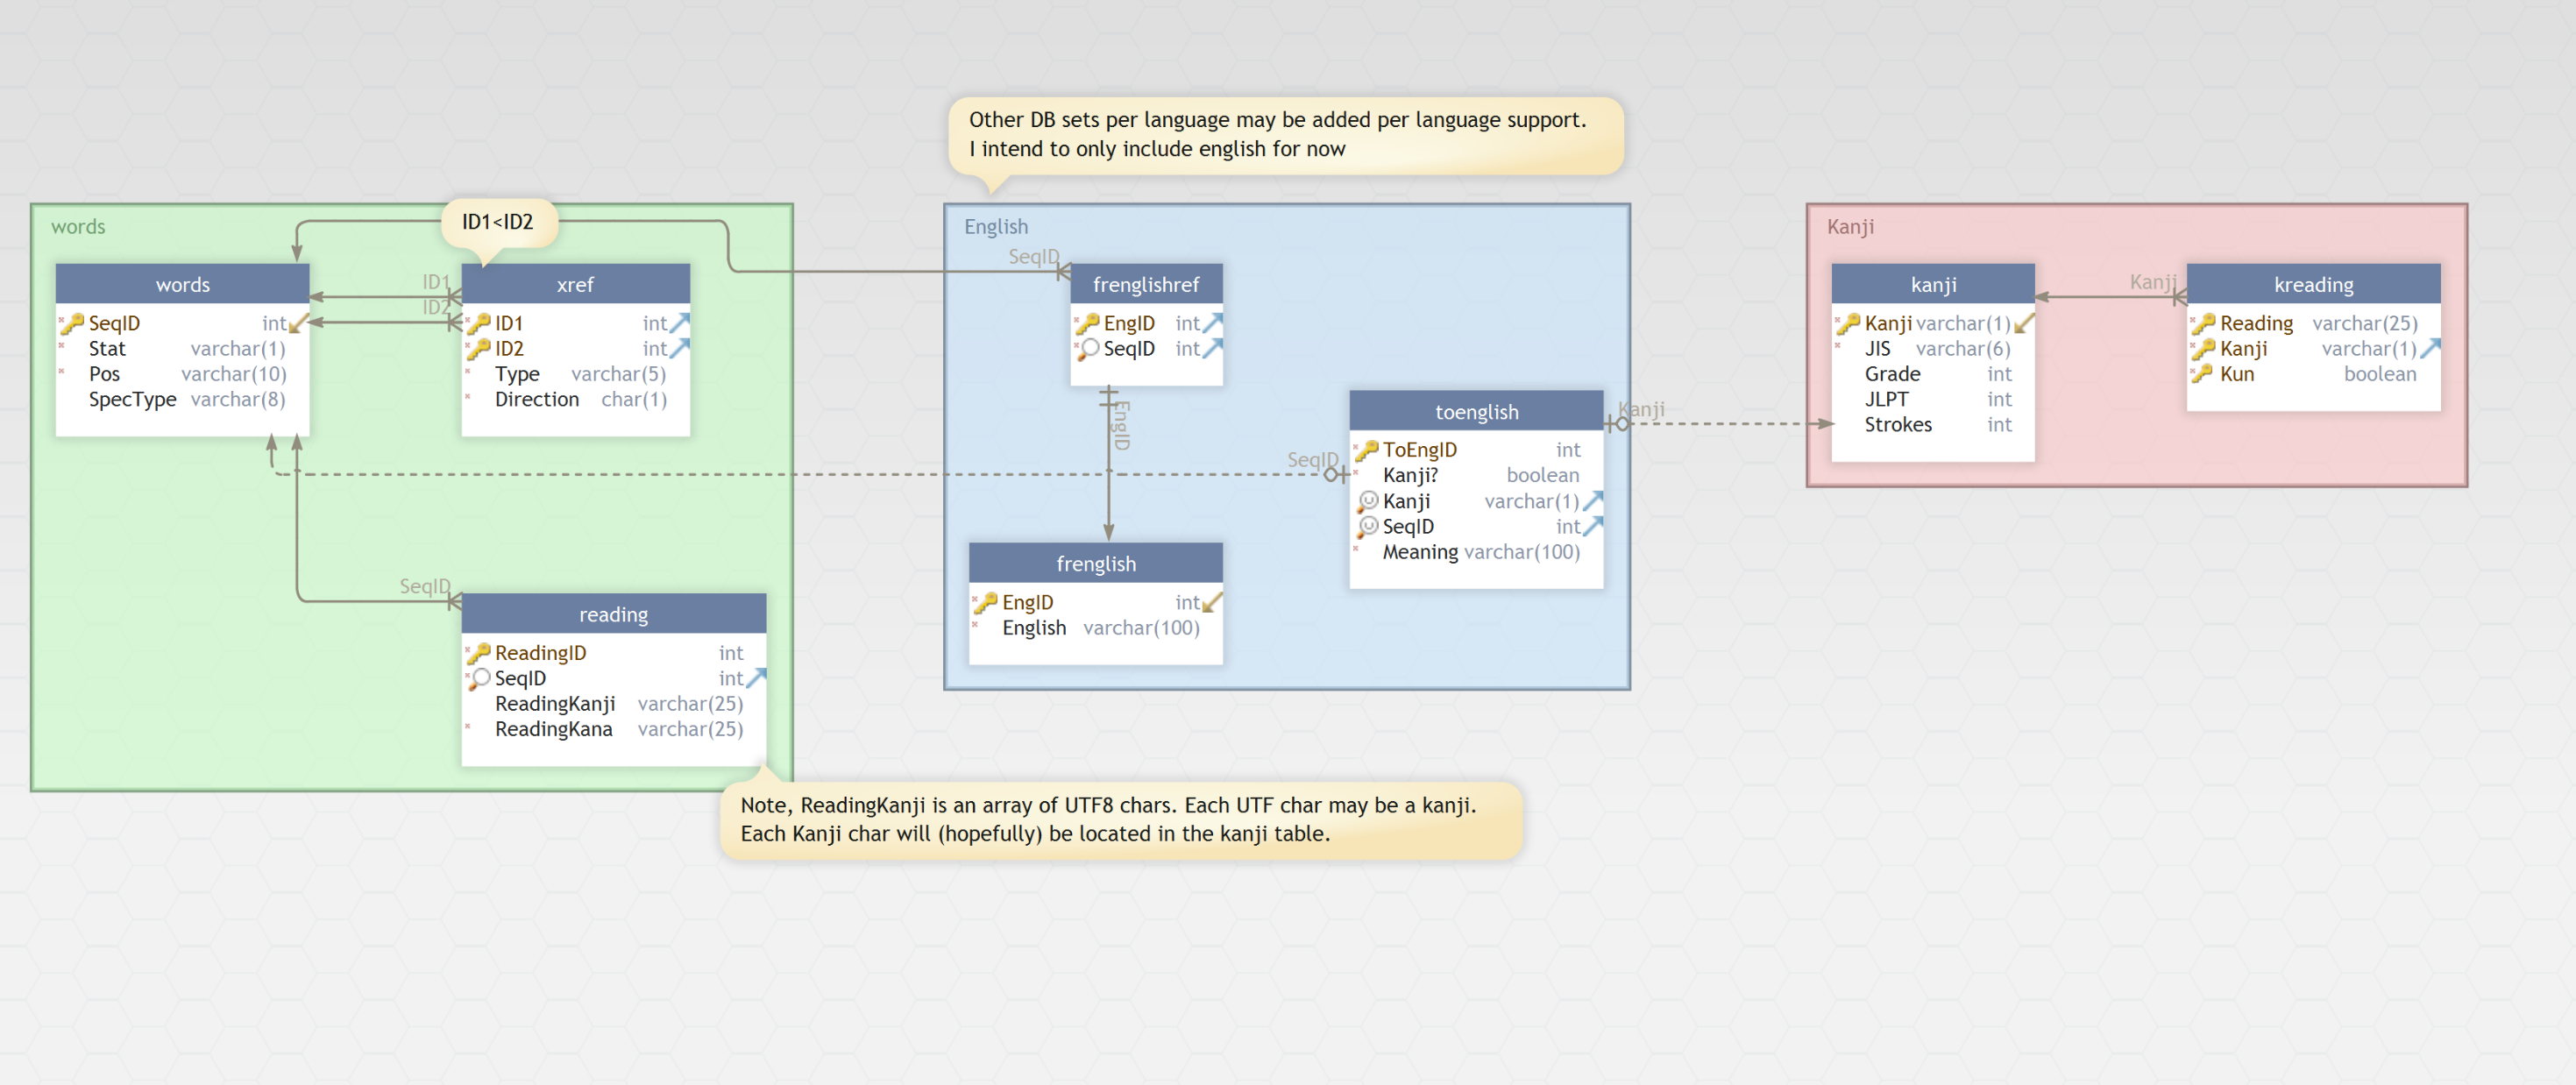 Other DB sets per language may be added per language support.
I intend to only include english for now
words
ID1<ID2
words
SeqID int
Stat varchar(1)
Pos varchar(10)
SpecType varchar(8)
ID1
ID2
xref
ID1 int
ID2 int
Type varchar(5)
Direction char(1)
SeqID
reading
ReadingID int
SeqID int
ReadingKanji varchar(25)
ReadingKana varchar(25)
Note, ReadingKanji is an array of UTF8 chars. Each UTF char may be a kanji.
Each Kanji char will (hopefully) be located in the kanji table.
English
SeqID
frenglishref
EngID int
SeqID int
EngID
frenglish
EngID int
English varchar(100)
SeqID
toenglish
ToEngID int
Kanji? boolean
Kanji varchar(1)
SeqID int
Meaning varchar(100)
Kanji
Kanji
kanji
Kanji varchar(1)
JIS varchar(6)
Grade int
JLPT int
Strokes int
Kanji
kreading
Reading varchar(25)
Kanji varchar(1)
Kun boolean